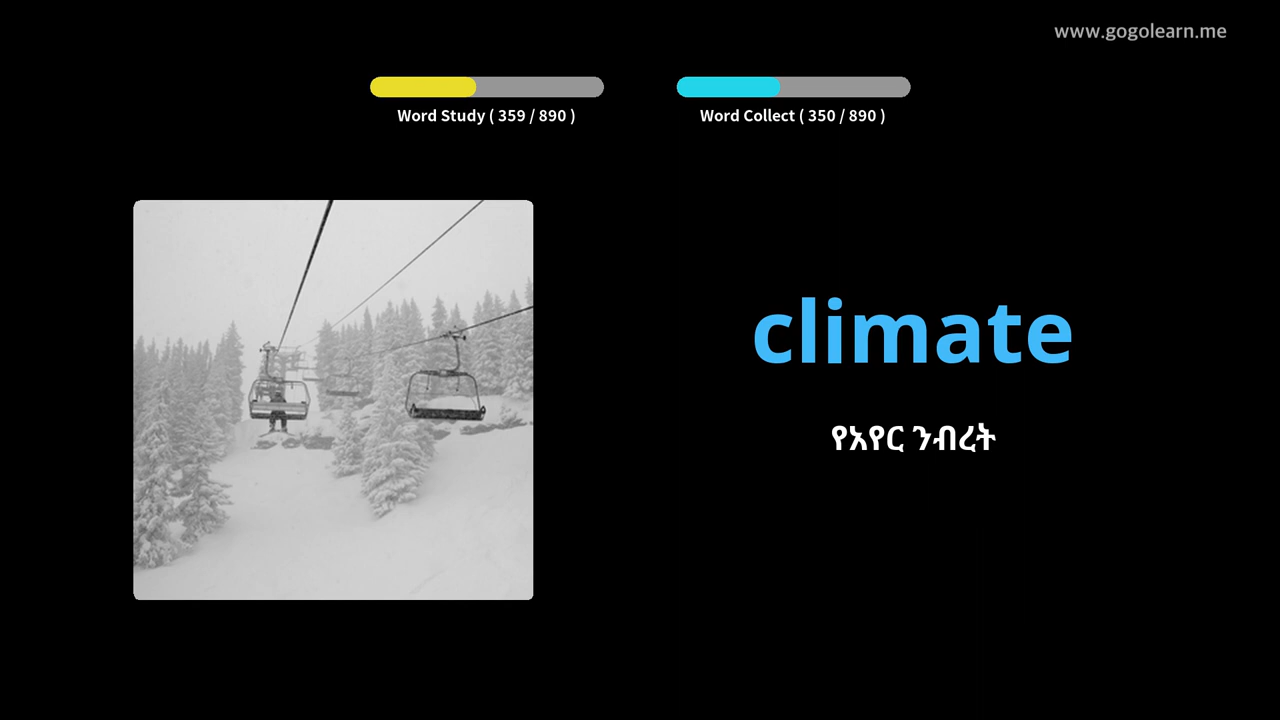 www.gogolearn.me
Word Study ( 359 / 890 )
Word Collect ( 350 / 890 )
climate
የአየር ንብረት